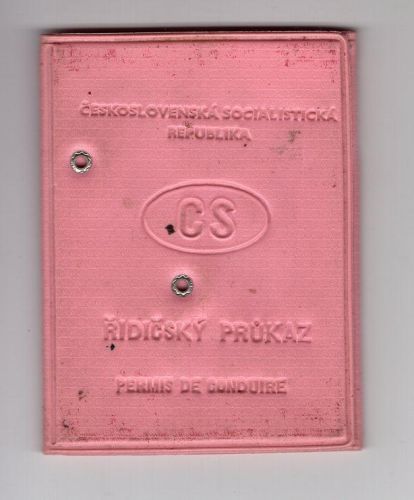 ČESKOSLOVENSKÁ SOCIALISTICKÁ
REPUBLIKA
CS
ŘIDIČSKÝ PRŮKAZ
PERMIS DE CONDUIRE